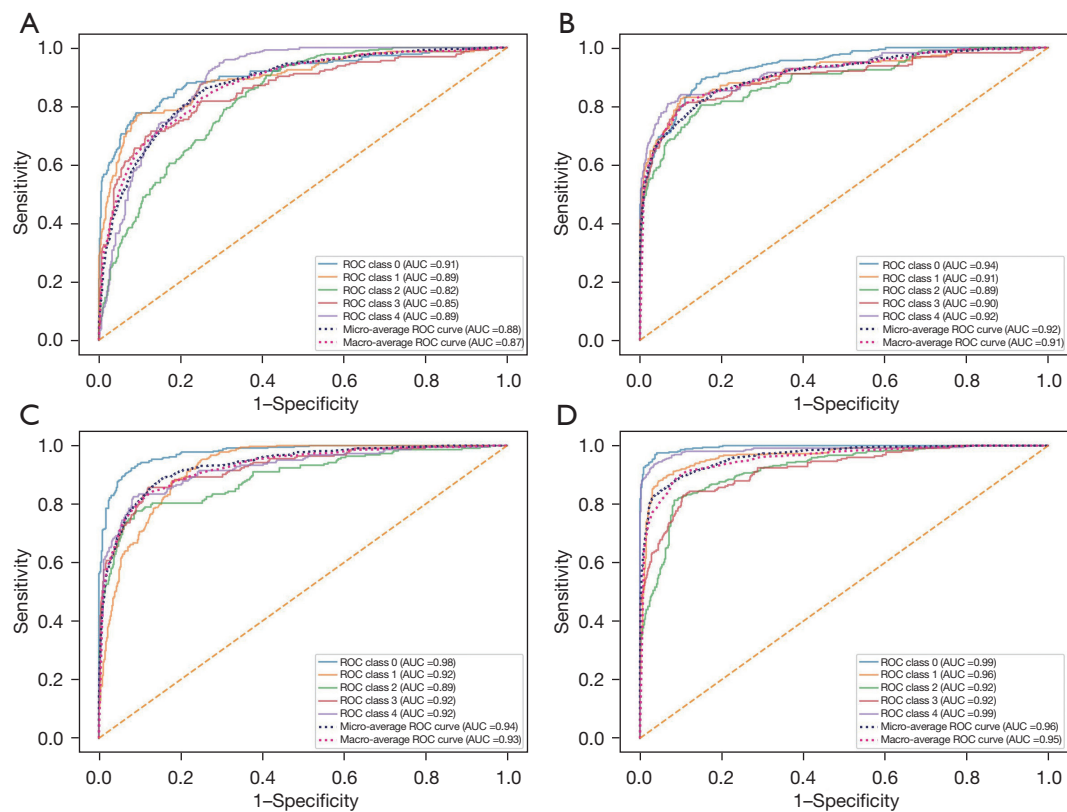 A
1.0
0.8
0.6
0.4
0.2
0.0
Sensitivity
ROC class 0 (AUC =0.91)
ROC class 1 (AUC =0.89)
ROC class 2 (AUC =0.82)
ROC class 3 (AUC =0.85)
ROC class 4 (AUC =0.89)
Micro-average ROC curve (AUC =0.88)
Macro-average ROC curve (AUC =0.87)
0.0 0.2 0.4 0.6 0.8 1.0
1–Specificity
B
1.0
0.8
0.6
0.4
0.2
0.0
Sensitivity
ROC class 0 (AUC =0.94)
ROC class 1 (AUC =0.91)
ROC class 2 (AUC =0.89)
ROC class 3 (AUC =0.90)
ROC class 4 (AUC =0.92)
Micro-average ROC curve (AUC =0.92)
Macro-average ROC curve (AUC =0.91)
0.0 0.2 0.4 0.6 0.8 1.0
1–Specificity
C
1.0
0.8
0.6
0.4
0.2
0.0
Sensitivity
ROC class 0 (AUC =0.98)
ROC class 1 (AUC =0.92)
ROC class 2 (AUC =0.89)
ROC class 3 (AUC =0.92)
ROC class 4 (AUC =0.92)
Micro-average ROC curve (AUC =0.94)
Macro-average ROC curve (AUC =0.93)
0.0 0.2 0.4 0.6 0.8 1.0
1–Specificity
D
1.0
0.8
0.6
0.4
0.2
0.0
Sensitivity
ROC class 0 (AUC =0.99)
ROC class 1 (AUC =0.96)
ROC class 2 (AUC =0.92)
ROC class 3 (AUC =0.92)
ROC class 4 (AUC =0.99)
Micro-average ROC curve (AUC =0.96)
Macro-average ROC curve (AUC =0.95)
0.0 0.2 0.4 0.6 0.8 1.0
1–Specificity